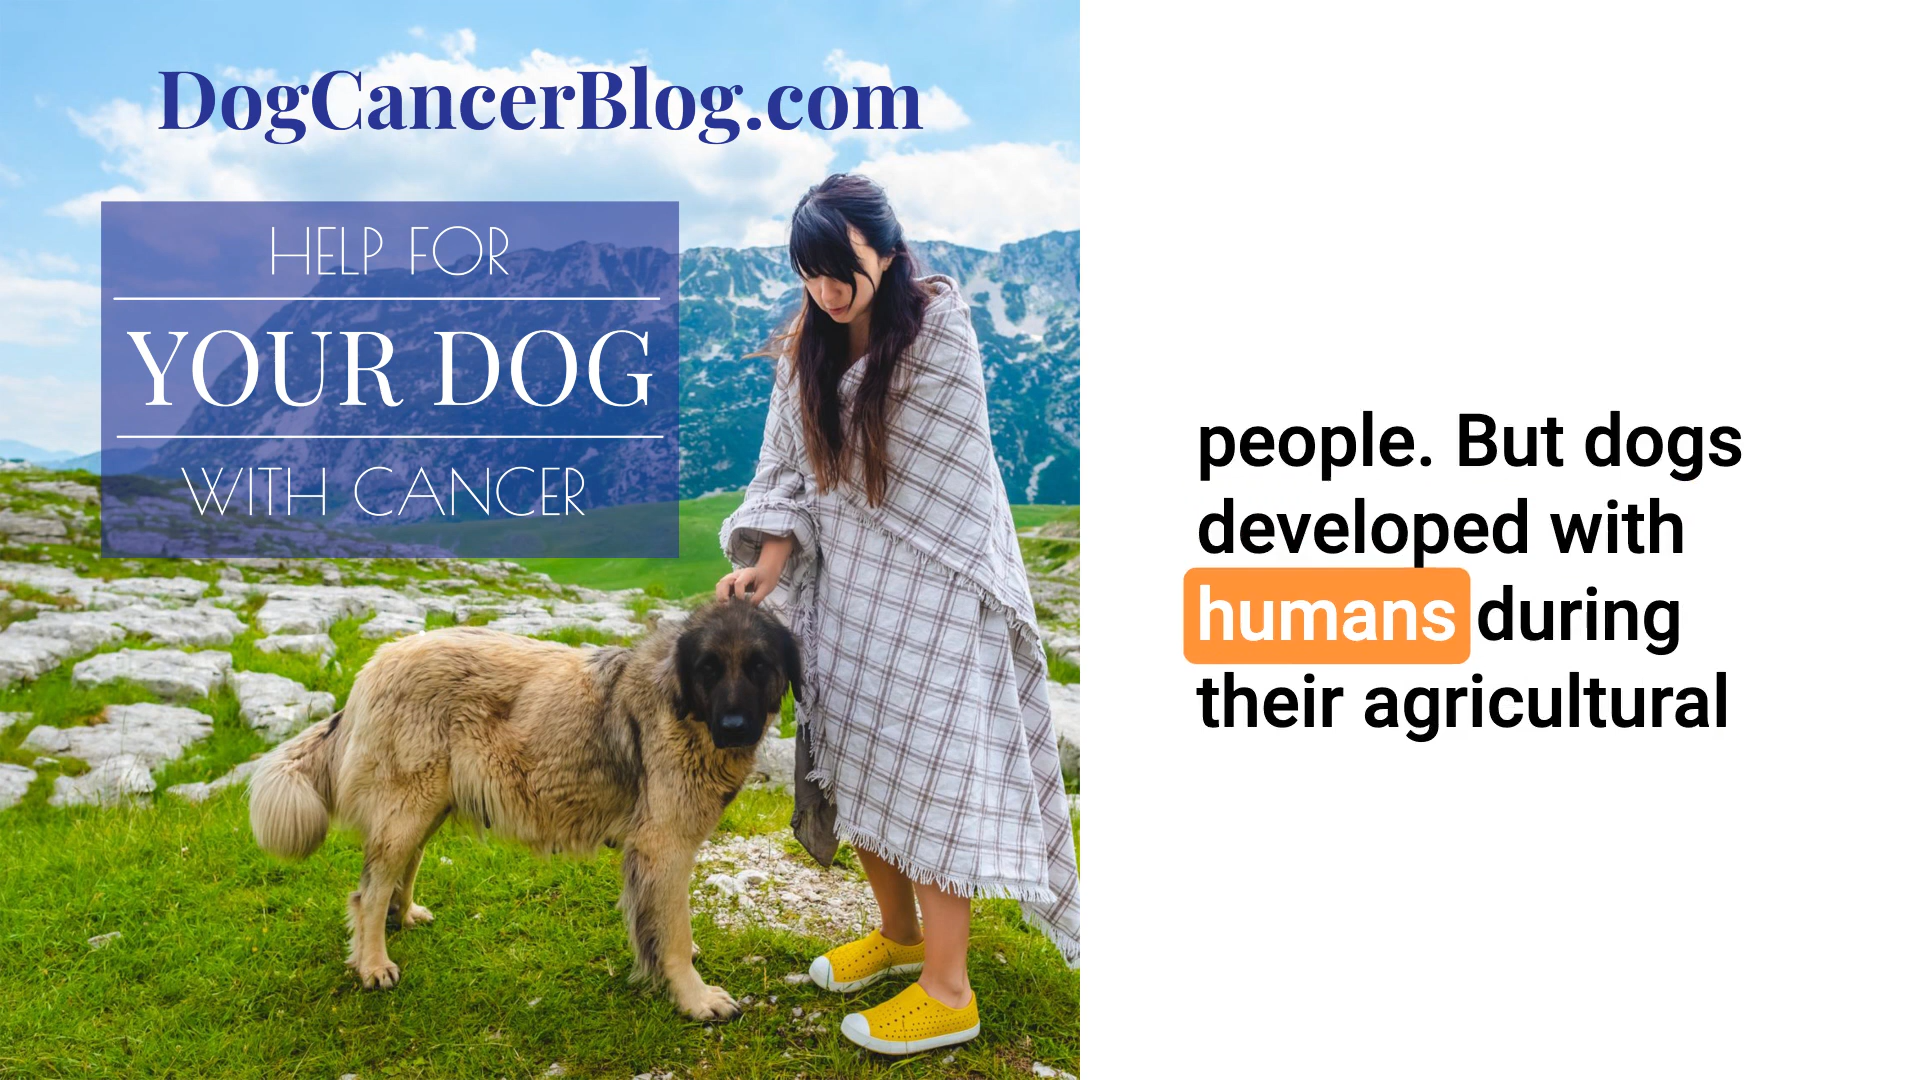 DogCancerBlog.com
HELP FOR
YOUR DOG
WITH CANCER
people. But dogs
developed with
humans during
their agricultural